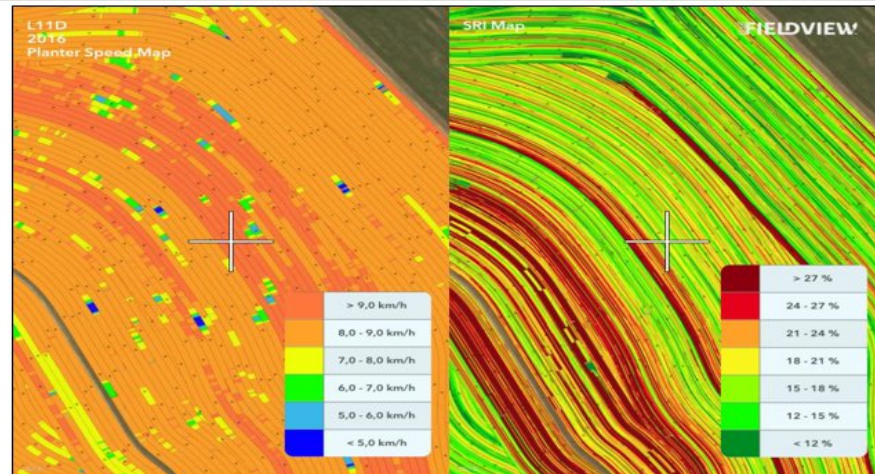 L11D
2016
Planter Speed Map
> 9,0 km/h
8,0 - 9,0 km/h
7,0 - 8,0 km/h
6,0 - 7,0 km/h
5,0 - 6,0 km/h
< 5,0 km/h
SRI Map
FIELDVIEW
> 27 %
24 - 27 %
21 - 24 %
18 - 21 %
15 - 18 %
12 - 15 %
< 12 %